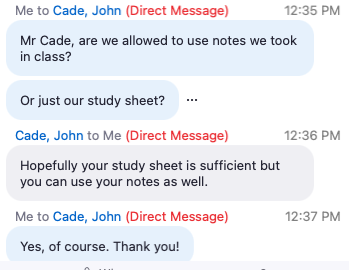 Me to Cade, John (Direct Message) 12:35 PM
Mr Cade, are we allowed to use notes we took
in class?
Or just our study sheet? ...
Cade, John to Me (Direct Message) 12:36 PM
Hopefully your study sheet is sufficient but
you can use your notes as well.
Me to Cade, John (Direct Message) 12:37 PM
Yes, of course. Thank you!